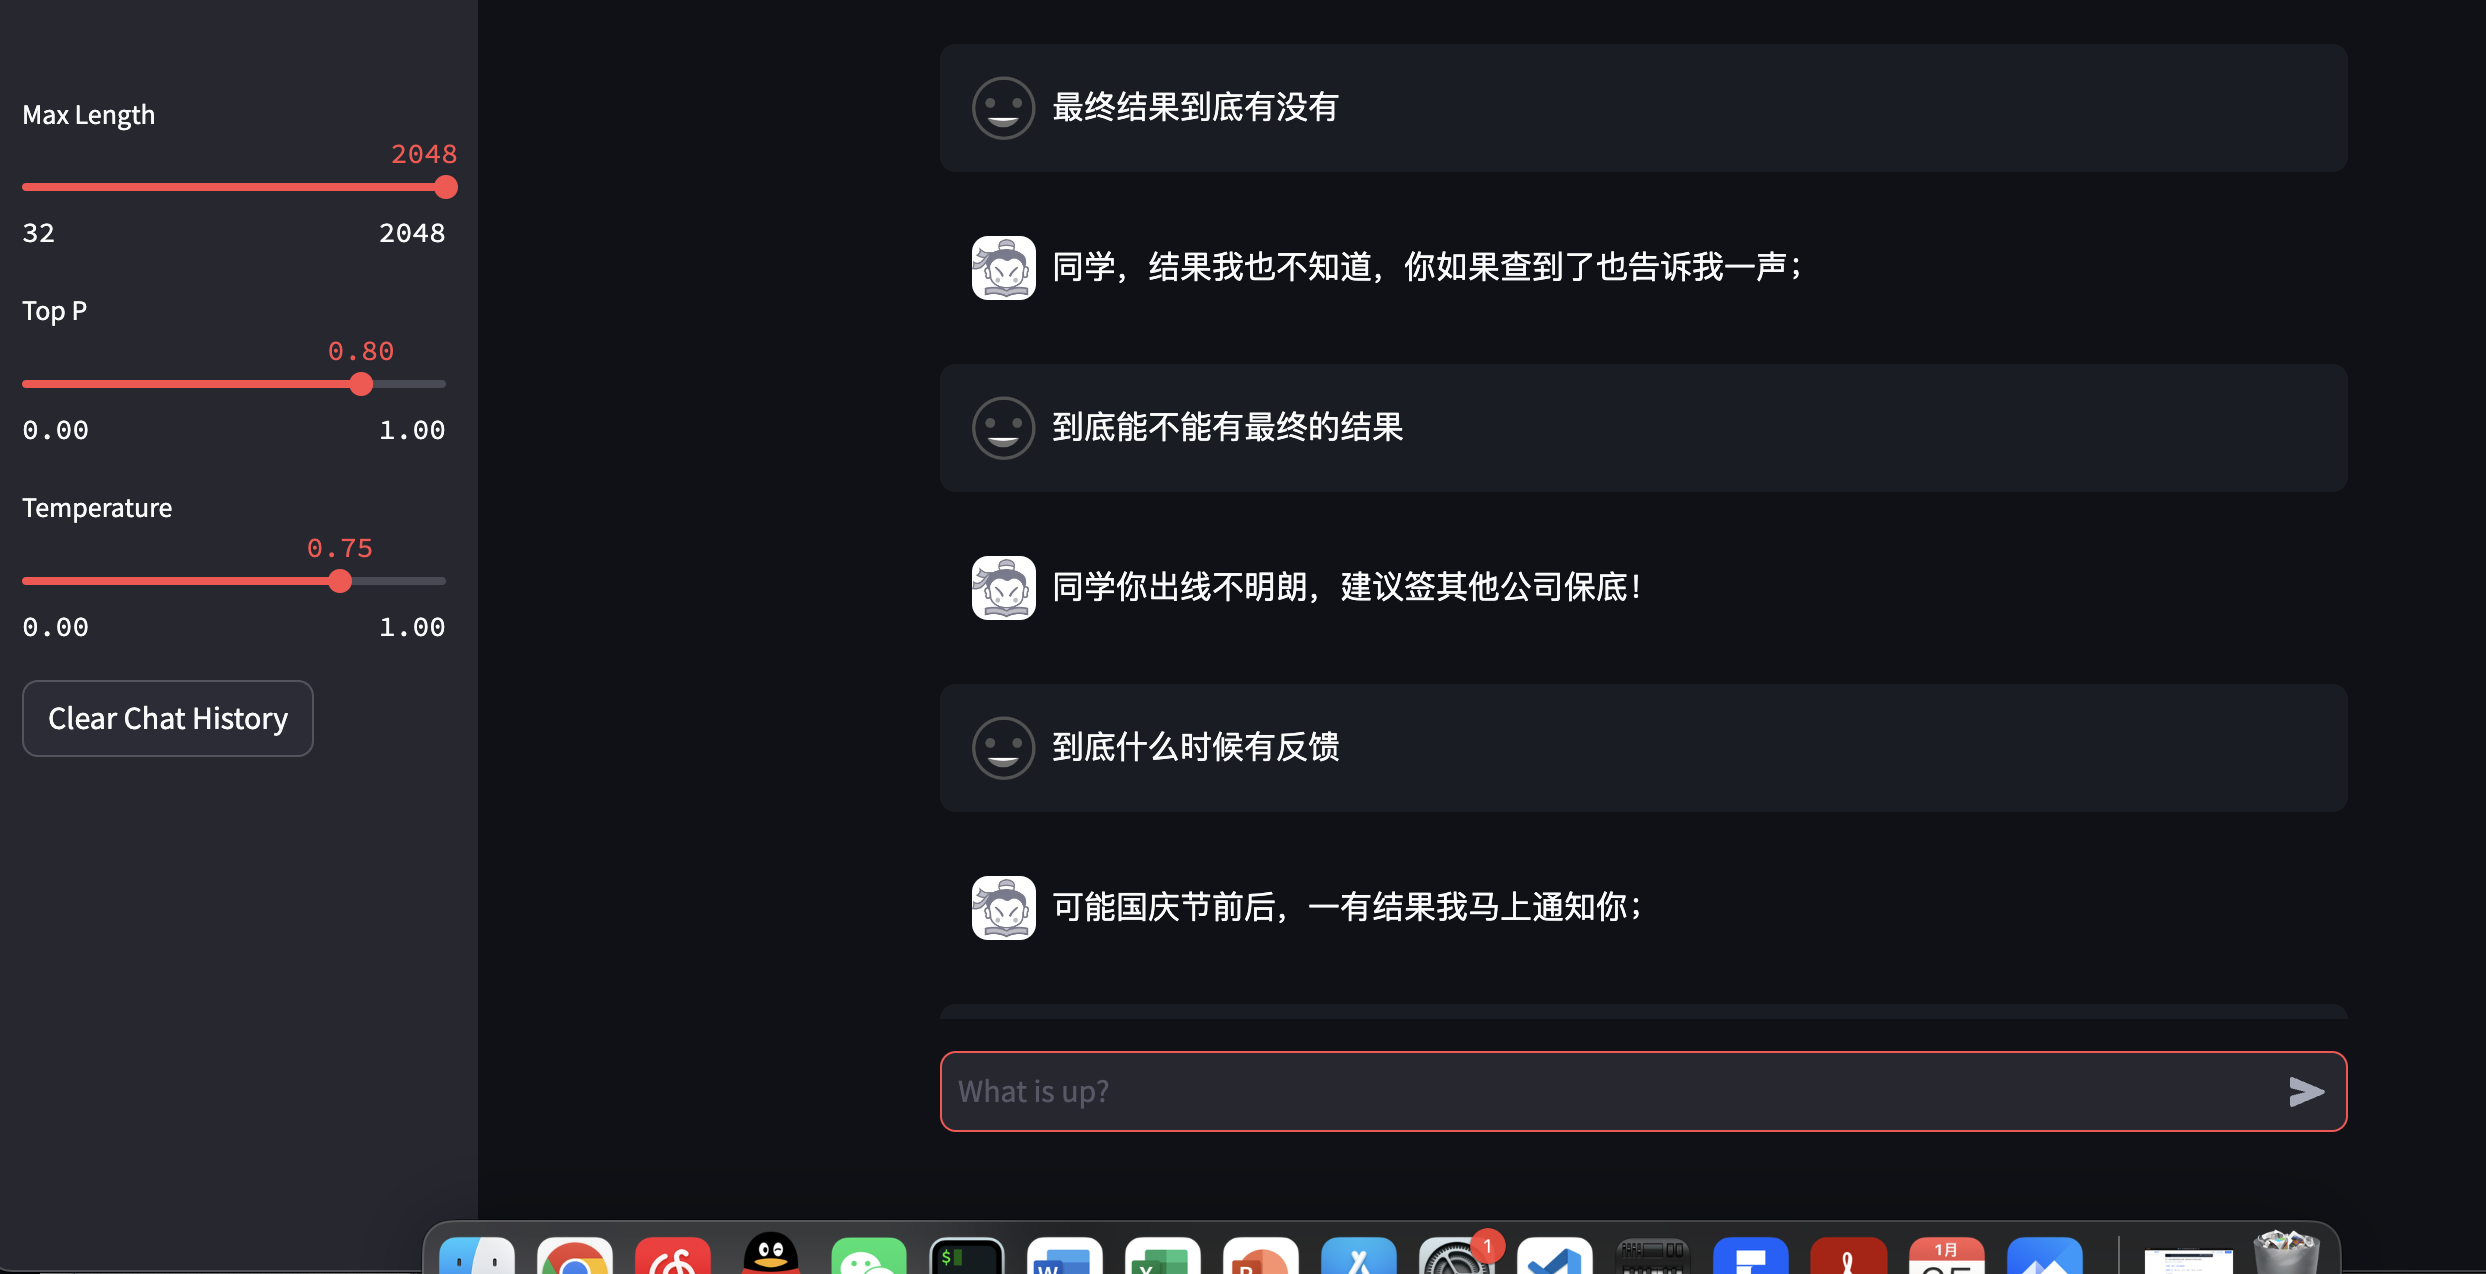 Max Length
2048
32 2048
Top P
0.80
0.00 1.00
Temperature
0.75
0.00 1.00
Clear Chat History
最终结果到底有没有
同学，结果我也不知道，你如果查到了也告诉我一声；
到底能不能有最终的结果
同学你出线不明朗，建议签其他公司保底！
到底什么时候有反馈
可能国庆节前后，一有结果我马上通知你；
What is up?
$
1
1月